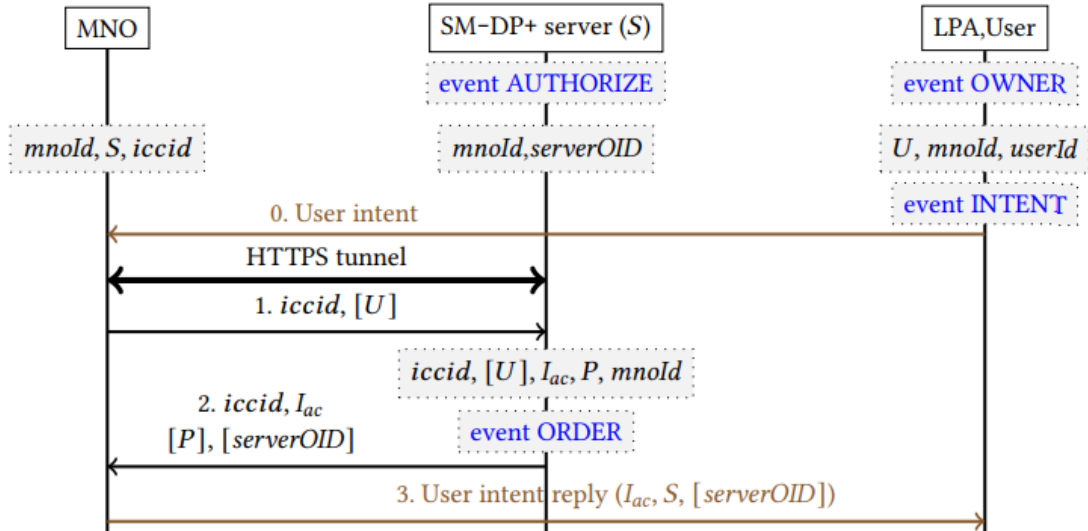 MNO
SM-DP+ server (S)
LPA,User
event AUTHORIZE
event OWNER
mnoId, S, iccid
mnoId,serverOID
U, mnoId, userId
event INTENT
0. User intent
HTTPS tunnel
1. iccid, [U]
iccid, [U], I_ac, P, mnoId
2. iccid, I_ac
[P], [serverOID]
event ORDER
3. User intent reply (I_ac, S, [serverOID])